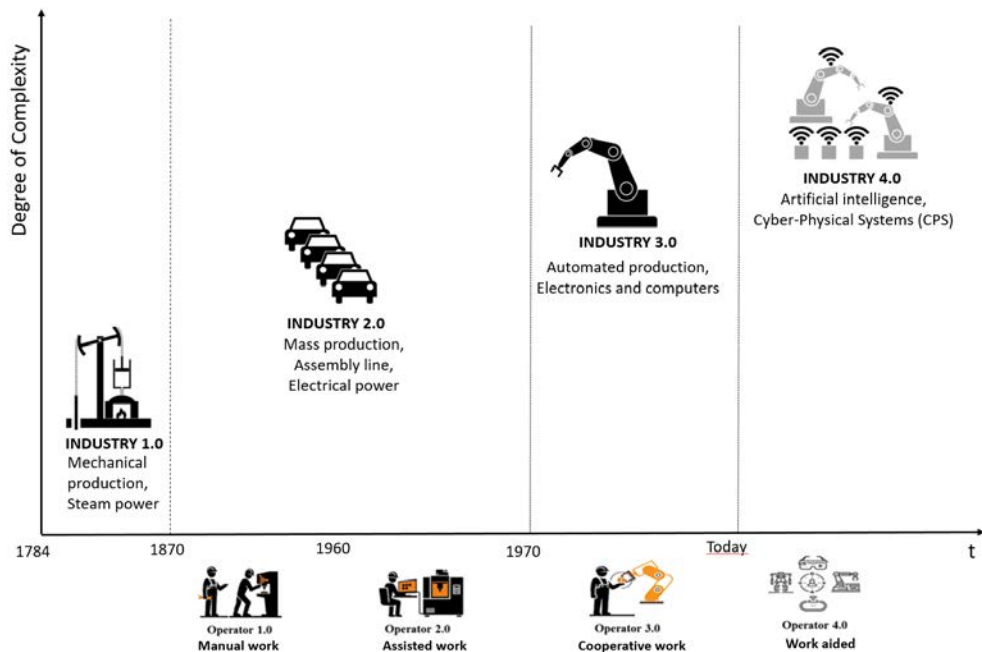 Degree of Complexity
INDUSTRY 1.0
Mechanical
production,
Steam power
INDUSTRY 2.0
Mass production,
Assembly line,
Electrical power
INDUSTRY 3.0
Automated production,
Electronics and computers
INDUSTRY 4.0
Artificial intelligence,
Cyber-Physical Systems (CPS)
1784 1870 1960 1970 Today t
Operator 1.0
Manual work
Operator 2.0
Assisted work
Operator 3.0
Cooperative work
Operator 4.0
Work aided